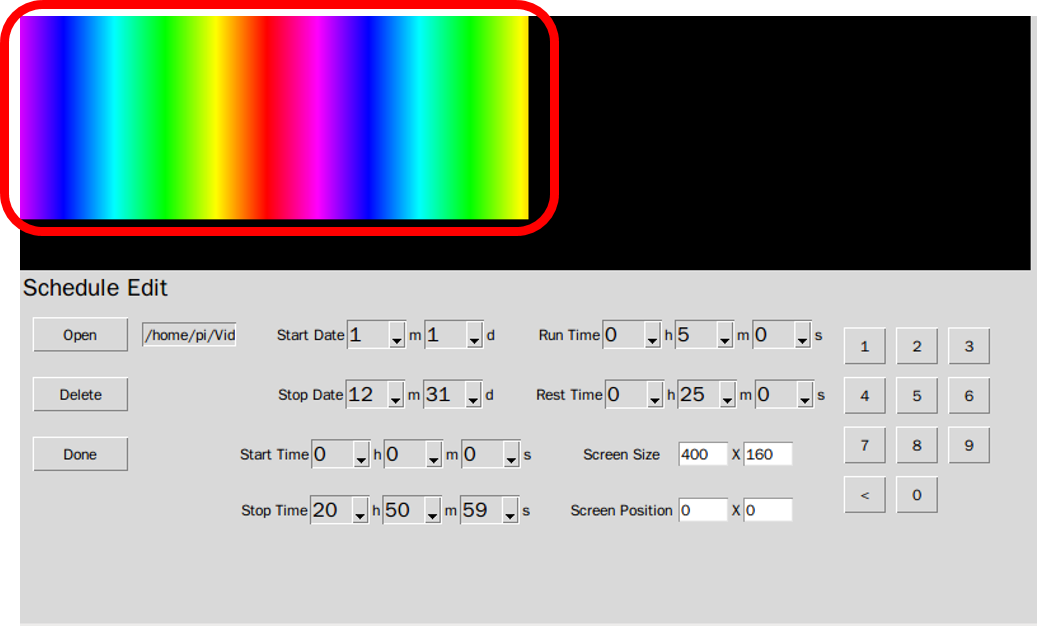 Schedule Edit
Open /home/pi/Vid Start Date 1 m 1 d Run Time 0 h 5 m 0 s
1 2 3
Delete Stop Date 12 m 31 d Rest Time 0 h 25 m 0 s
4 5 6
Done Start Time 0 h 0 m 0 s Screen Size 400 X 160
7 8 9
Stop Time 20 h 50 m 59 s Screen Position 0 X 0
< 0